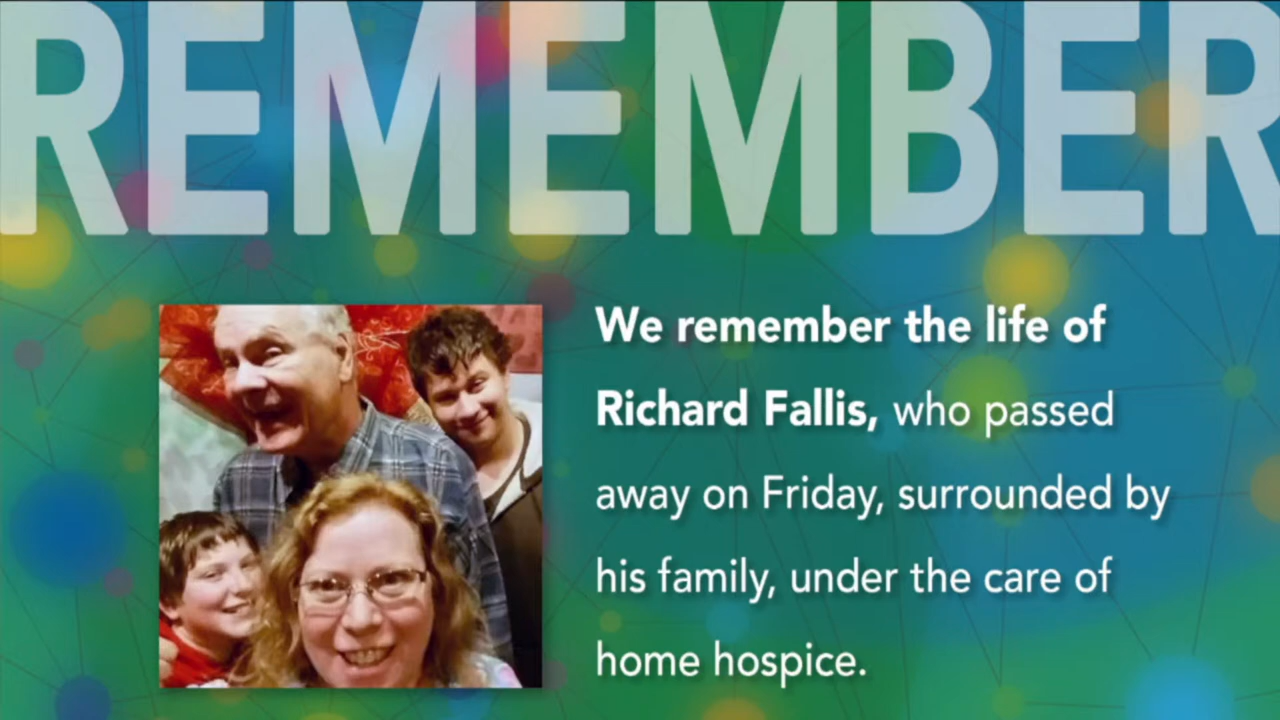 REMEMBER
We remember the life of
Richard Fallis, who passed
away on Friday, surrounded by
his family, under the care of
home hospice.